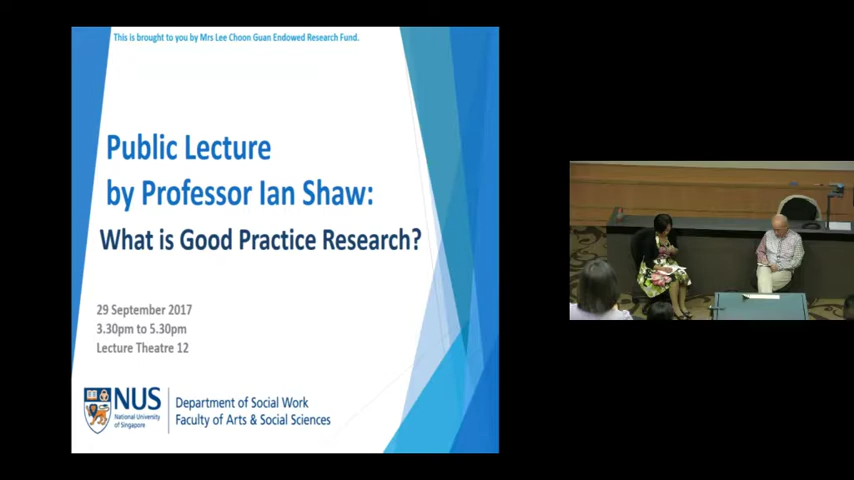 This is brought to you by Mrs Lee Choon Guan Endowed Research Fund.
Public Lecture
by Professor Ian Shaw:
What is Good Practice Research?
29 September 2017
3.30pm to 5.30pm
Lecture Theatre 12
NUS
National University
of Singapore
Department of Social Work
Faculty of Arts & Social Sciences